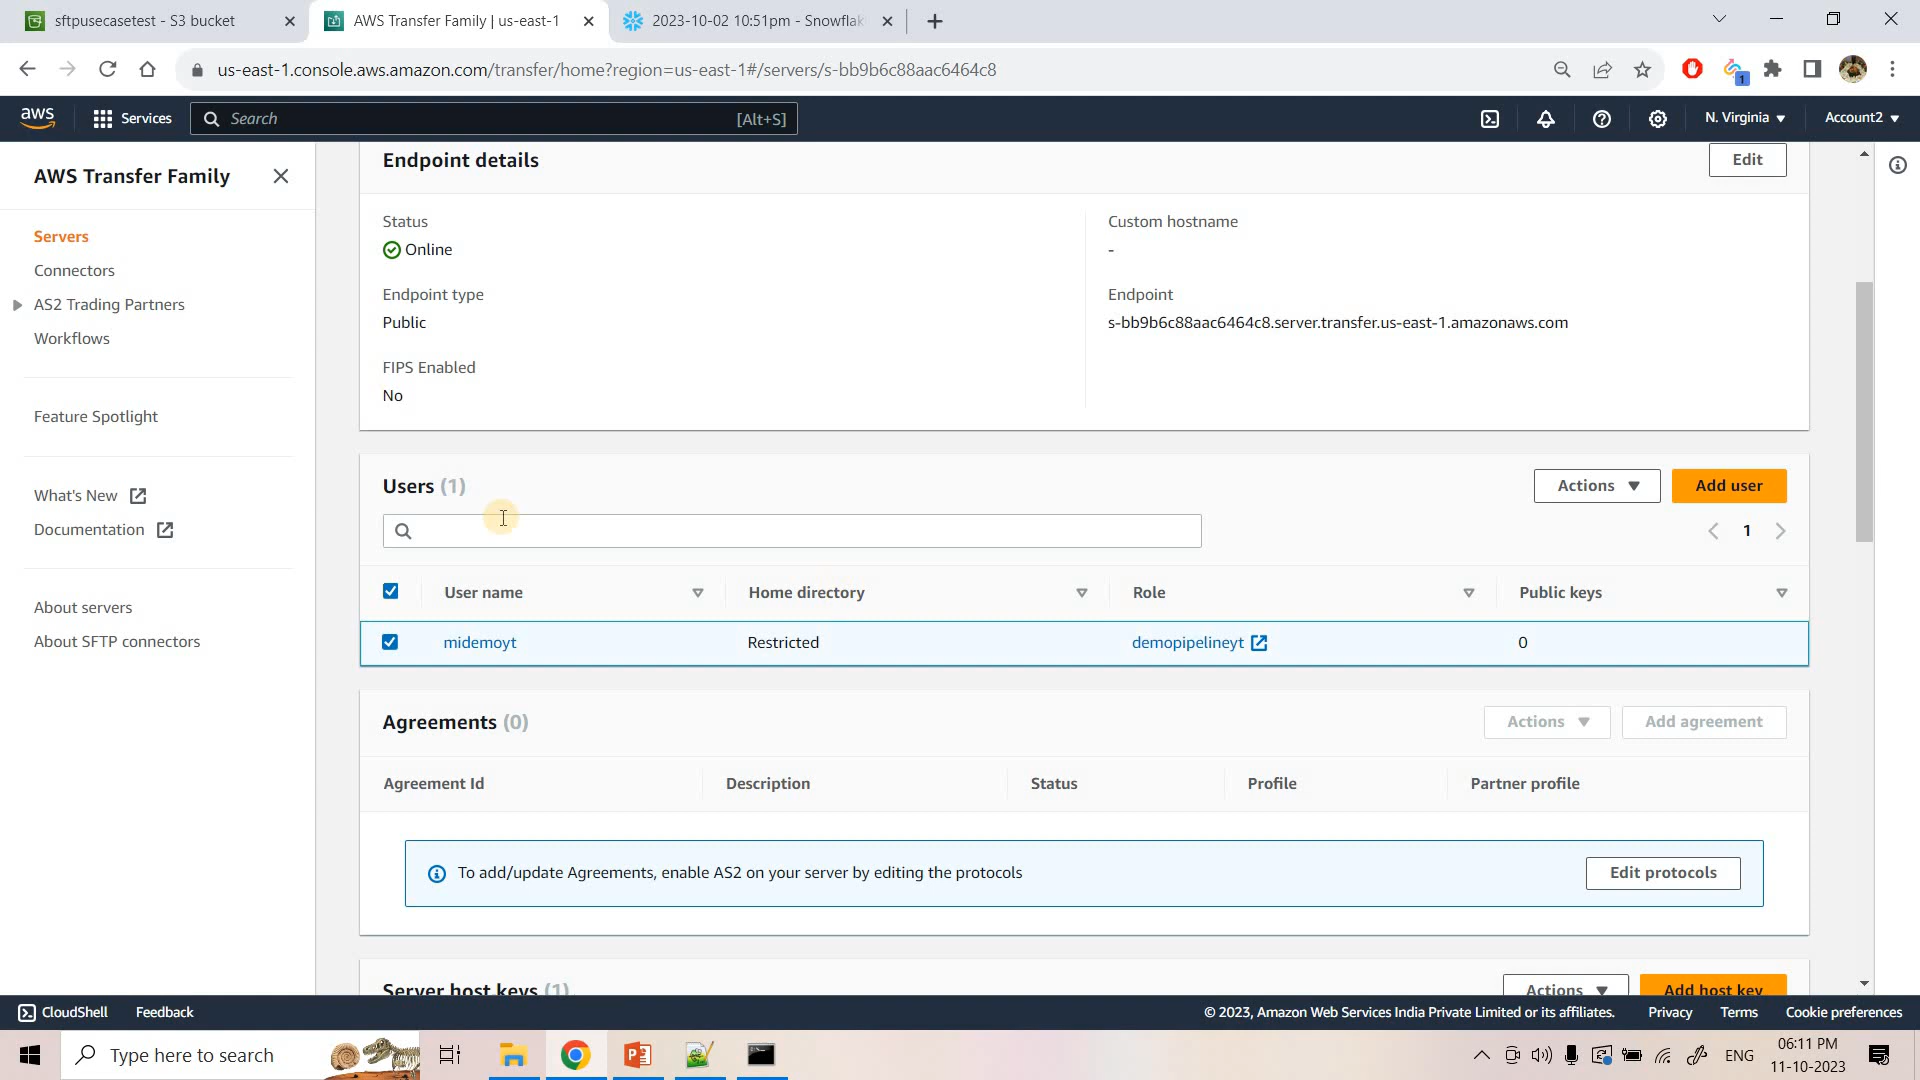 sftpusecasetest - S3 bucket
AWS Transfer Family | us-east-1
2023-10-02 10:51pm - Snowflak
us-east-1.console.aws.amazon.com/transfer/home?region=us-east-1#/servers/s-bb9b6c88aac6464c8
1
aws
Services
Search
[Alt+S]
N. Virginia
Account2
AWS Transfer Family
Servers
Connectors
AS2 Trading Partners
Workflows
Feature Spotlight
What's New
Documentation
About servers
About SFTP connectors
Endpoint details
Edit
Status
Online
Custom hostname
-
Endpoint type
Public
Endpoint
s-bb9b6c88aac6464c8.server.transfer.us-east-1.amazonaws.com
FIPS Enabled
No
Users (1)
Actions
Add user
1
User name
Home directory
Role
Public keys
midemoyt
Restricted
demopipelineyt
0
Agreements (0)
Actions
Add agreement
Agreement Id
Description
Status
Profile
Partner profile
To add/update Agreements, enable AS2 on your server by editing the protocols
Edit protocols
Server host keys (1)
Actions
Add host key
CloudShell
Feedback
© 2023, Amazon Web Services India Private Limited or its affiliates.
Privacy
Terms
Cookie preferences
Type here to search
ENG
06:11 PM
11-10-2023